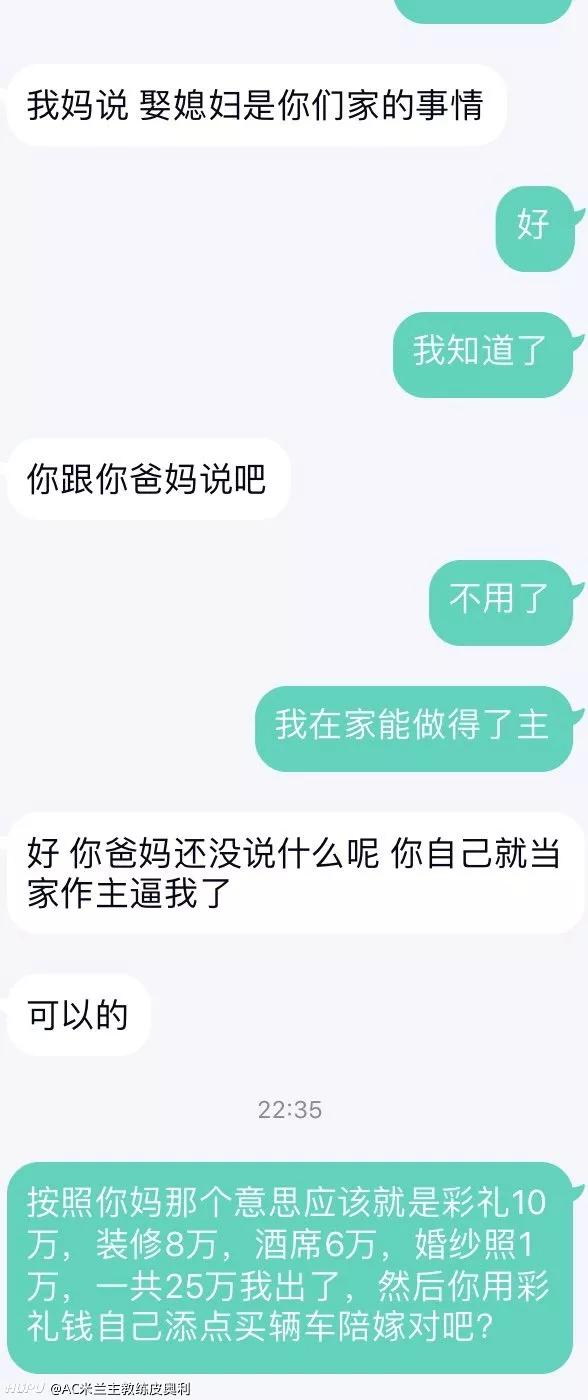 我妈说 娶媳妇是你们家的事情
好
我知道了
你跟你爸妈说吧
不用了
我在家能做得了主
好 你爸妈还没说什么呢 你自己就当
家作主逼我了
可以的
22:35
按照你妈那个意思应该就是彩礼10
万，装修8万，酒席6万，婚纱照1
万，一共25万我出了，然后你用彩
礼钱自己添点买辆车陪嫁对吧？
HUPU @AC米兰主教练皮奥利